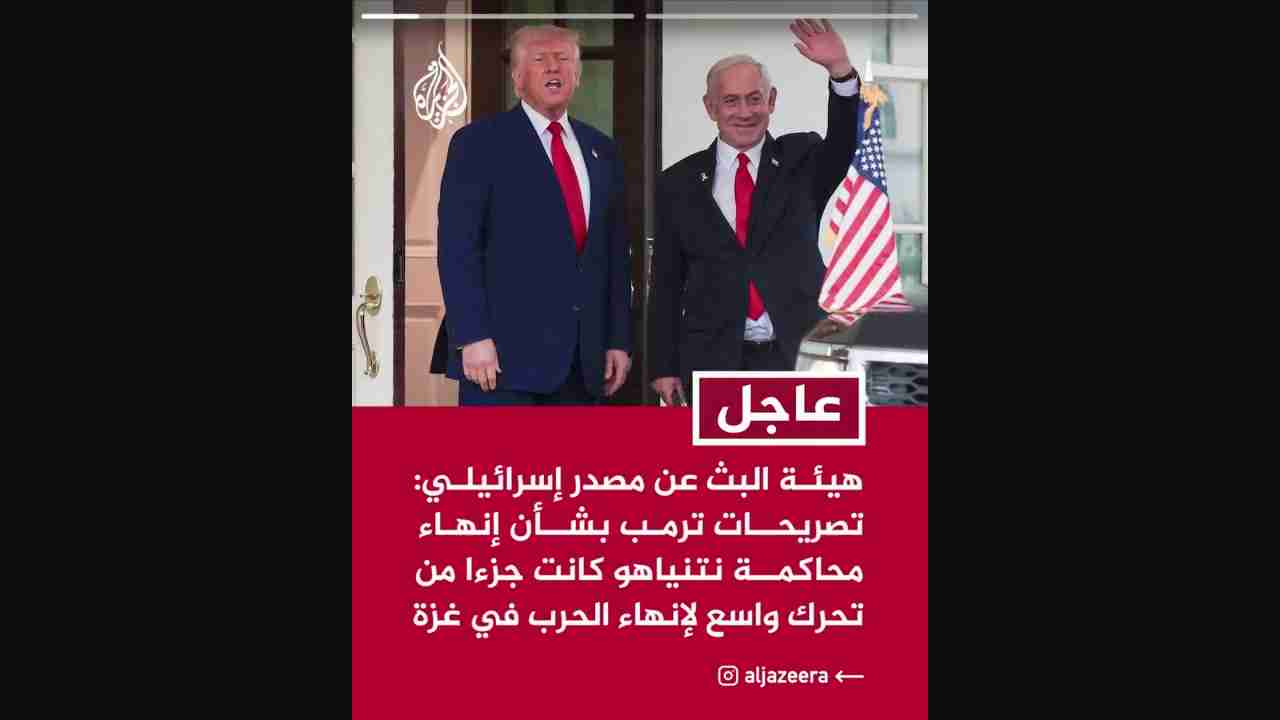 الجزيرة
عاجل
هيئة البث عن مصدر إسرائيلي:
تصريحات ترمب بشأن إنهاء
محاكمة نتنياهو كانت جزءا من
تحرك واسع لإنهاء الحرب في غزة
aljazeera